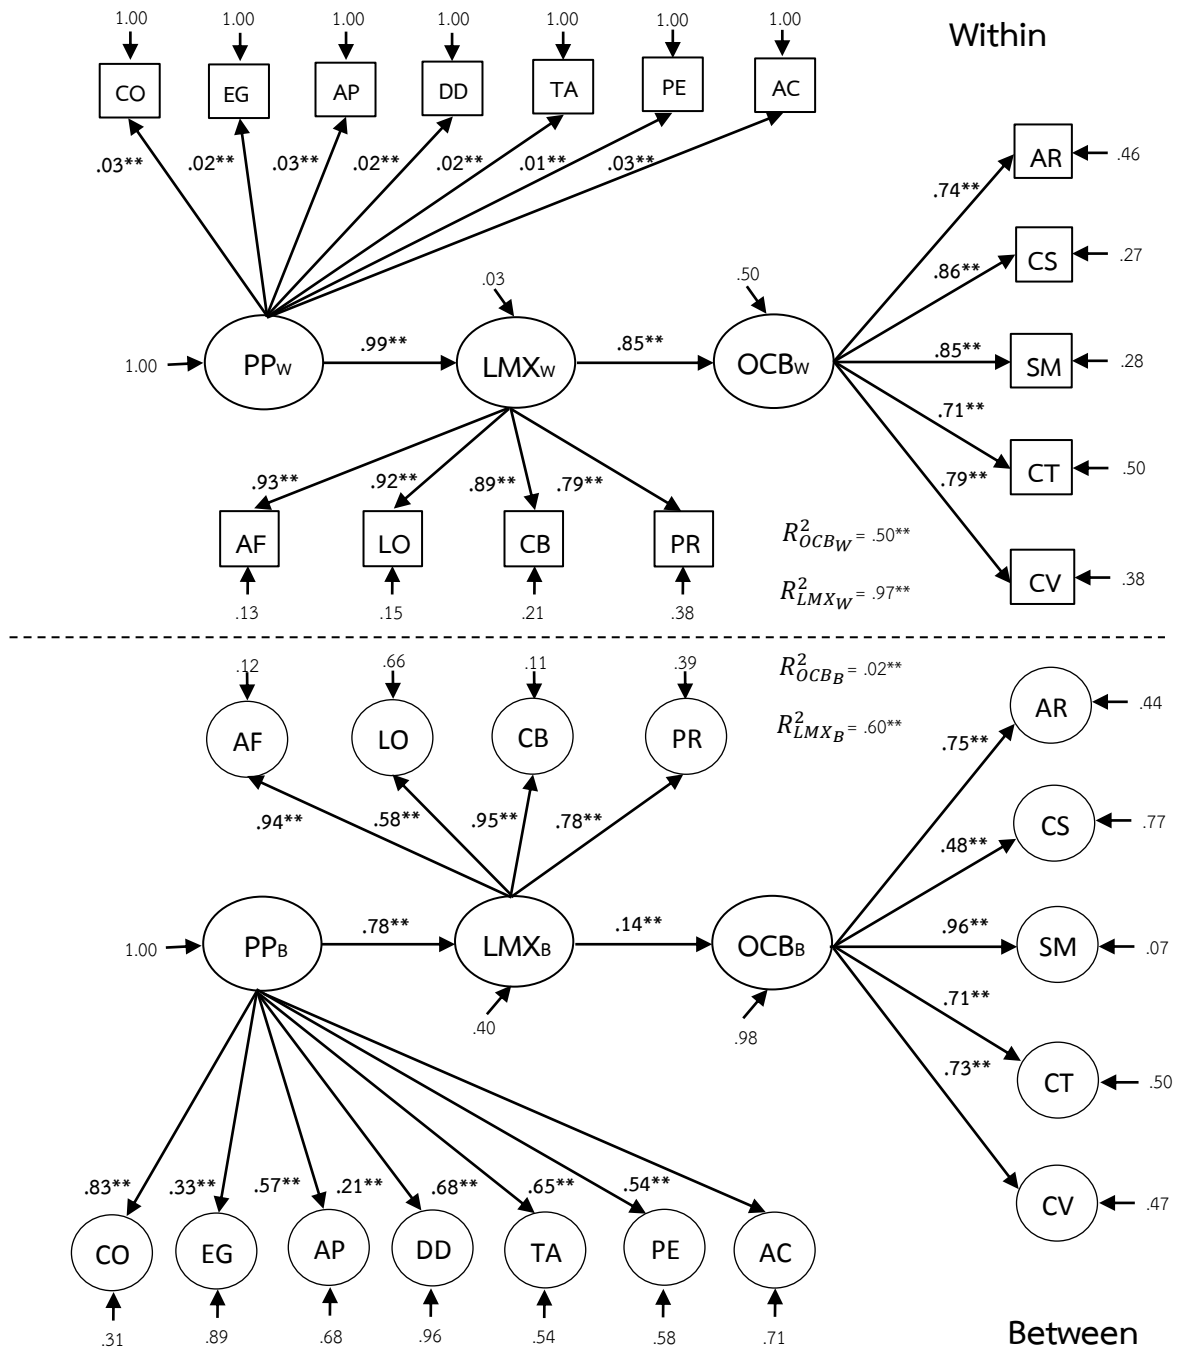 1.00 1.00 1.00 1.00 1.00 1.00 1.00
Within
CO EG AP DD TA PE AC
.03** .02** .03** .02** .02** .01** .03**
AR .46
.74**
CS .27
.86**
.03 .50
1.00 PPW .99** LMXW .85** OCBW .85** SM .28
.71**
CT .50
.79**
.93** .92** .89** .79**
AF LO CB PR
R²OCBW = .50**
CV .38
R²LMXW = .97**
.13 .15 .21 .38
.12 .66 .11 .39
R²OCBB = .02**
AR .44
AF LO CB PR
R²LMXB = .60**
.75**
.94** .58** .95** .78**
CS .77
.48**
1.00 PPB .78** LMXB .14** OCBB .96** SM .07
.71**
.40 .98
.73**
CT .50
.83** .33** .57** .21** .68** .65** .54**
CV .47
CO EG AP DD TA PE AC
.31 .89 .68 .96 .54 .58 .71
Between